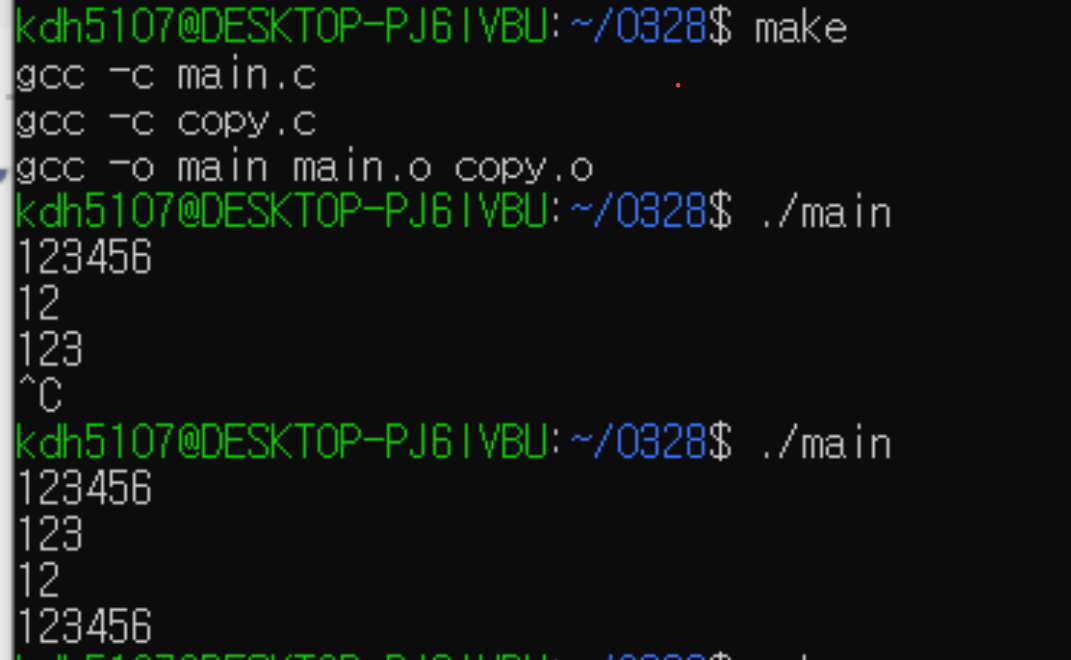 kdh5107@DESKTOP-PJ6IVBU:~/0328$ make
gcc -c main.c
gcc -c copy.c
gcc -o main main.o copy.o
kdh5107@DESKTOP-PJ6IVBU:~/0328$ ./main
123456
12
123
^C
kdh5107@DESKTOP-PJ6IVBU:~/0328$ ./main
123456
123
12
123456